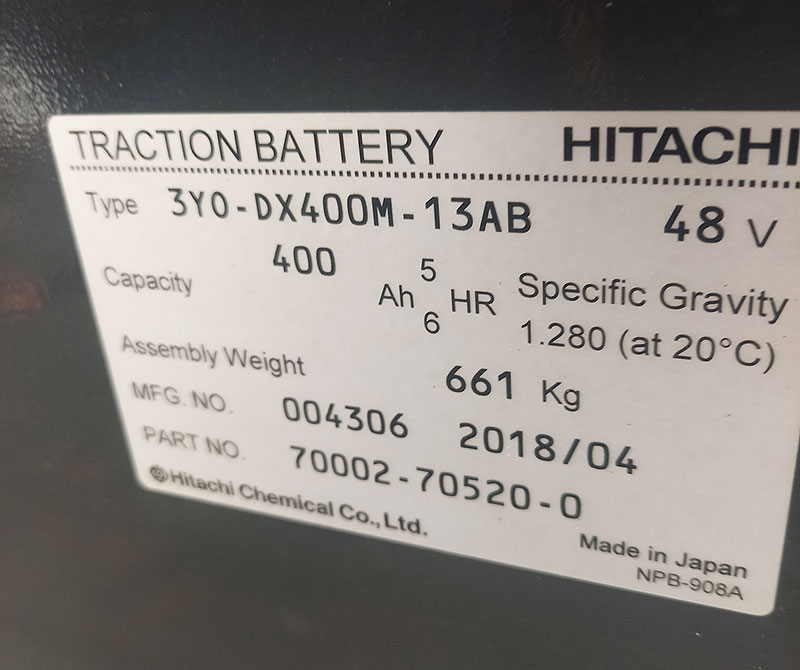 TRACTION BATTERY HITACHI
Type 3Y0-DX400M-13AB 48 V
Capacity 400 Ah 5 HR Specific Gravity
6 1.280 (at 20°C)
Assembly Weight 661 Kg
MFG. NO. 004306 2018/04
PART NO. 70002-70520-0
Hitachi Chemical Co., Ltd.
Made in Japan
NPB-908A